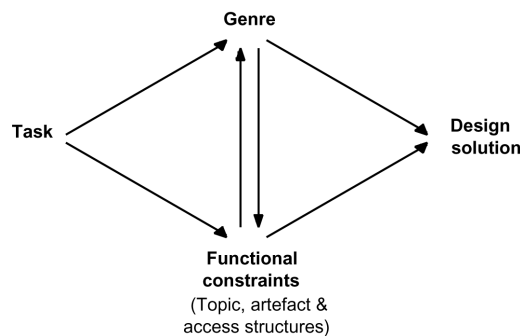 Genre
Task
Design
solution
Functional
constraints
(Topic, artefact &
access structures)